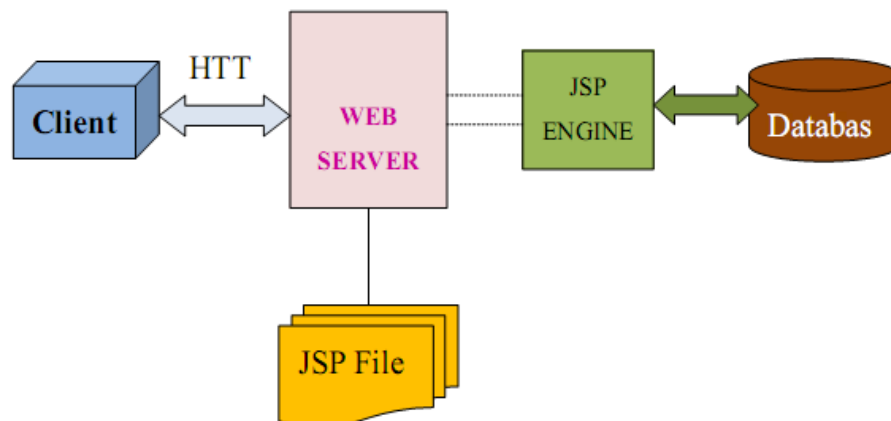 HTT
Client
WEB
SERVER
JSP
ENGINE
Databas
JSP File